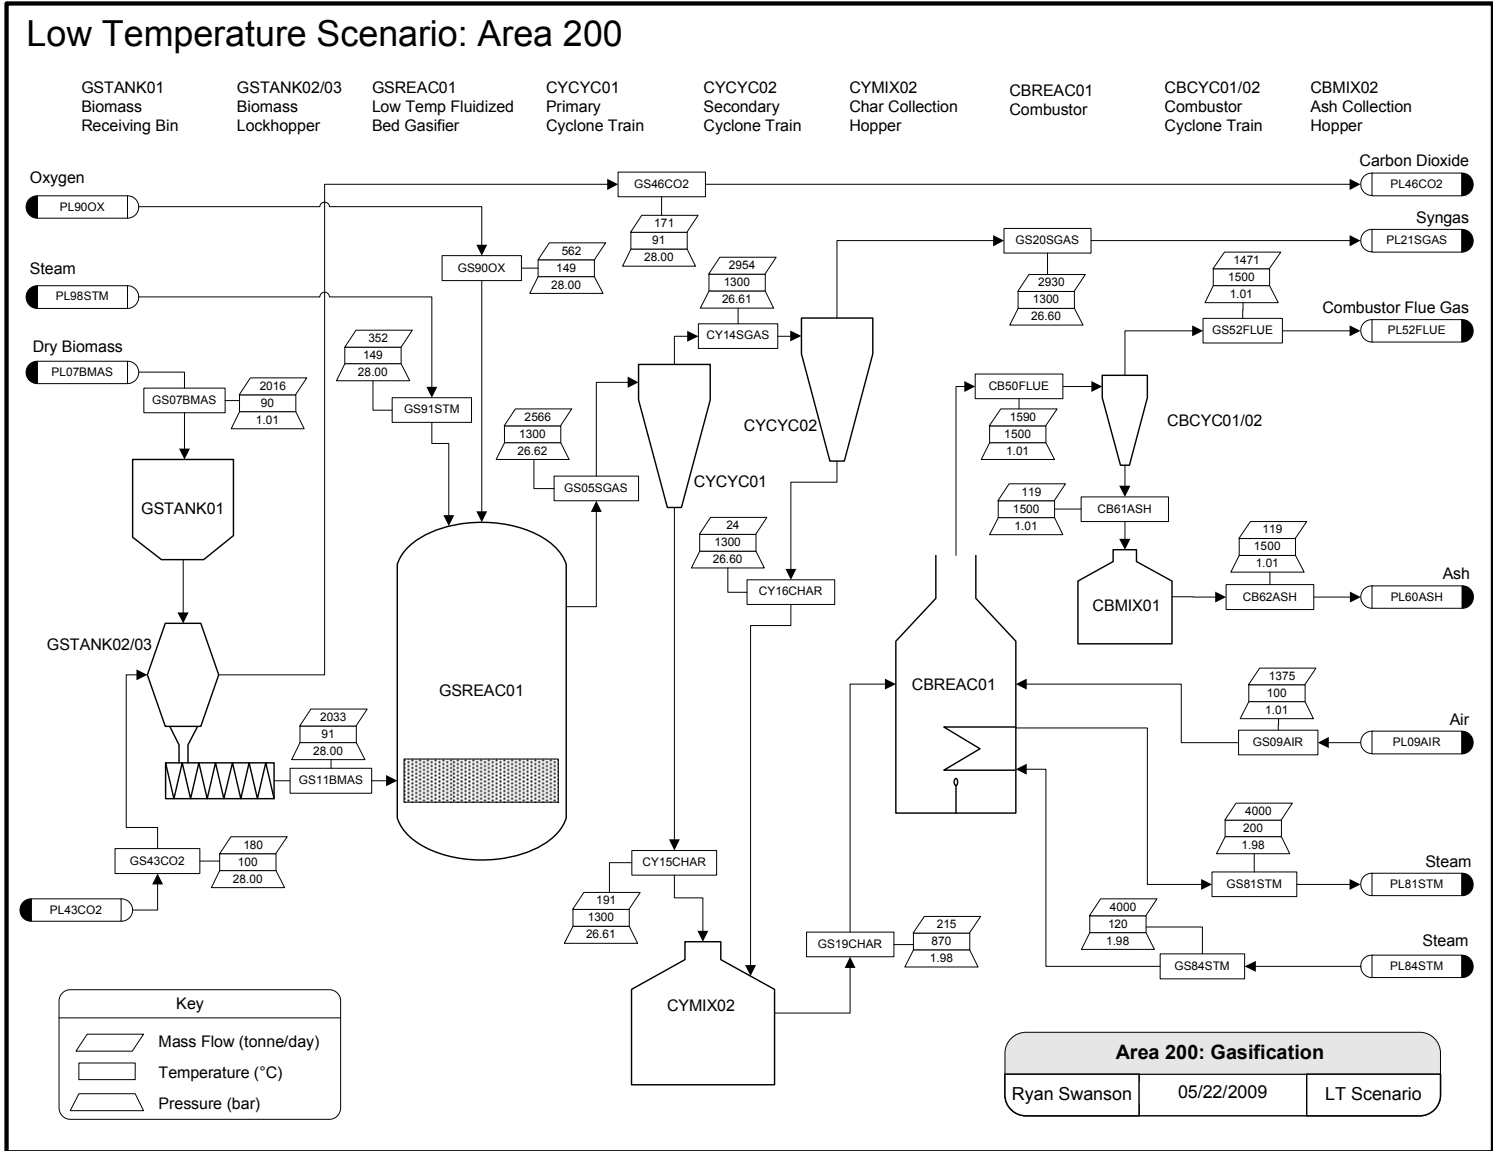 Low Temperature Scenario: Area 200
GSTANK01
Biomass
Receiving Bin
GSTANK02/03
Biomass
Lockhopper
GSREAC01
Low Temp Fluidized
Bed Gasifier
CYCYC01
Primary
Cyclone Train
CYCYC02
Secondary
Cyclone Train
CYMIX02
Char Collection
Hopper
CBREAC01
Combustor
CBCYC01/02
Combustor
Cyclone Train
CBMIX02
Ash Collection
Hopper
Oxygen
PL90OX
Steam
PL98STM
Dry Biomass
PL07BMAS
GS07BMAS
2016
90
1.01
GSTANK01
GSTANK02/03
GS43CO2
180
100
28.00
PL43CO2
GS11BMAS
2033
91
28.00
GS91STM
352
149
28.00
GS90OX
562
149
28.00
GSREAC01
GS46CO2
171
91
28.00
GS05SGAS
2566
1300
26.62
CYCYC01
CY14SGAS
2954
1300
26.61
CYCYC02
CY16CHAR
24
1300
26.60
CY15CHAR
191
1300
26.61
CYMIX02
GS19CHAR
215
870
1.98
GS20SGAS
2930
1300
26.60
CB50FLUE
1590
1500
1.01
CBCYC01/02
GS52FLUE
1471
1500
1.01
CB61ASH
119
1500
1.01
CBMIX01
CB62ASH
119
1500
1.01
CBREAC01
GS09AIR
1375
100
1.01
GS81STM
4000
200
1.98
GS84STM
4000
120
1.98
Carbon Dioxide
PL46CO2
Syngas
PL21SGAS
Combustor Flue Gas
PL52FLUE
Ash
PL60ASH
Air
PL09AIR
Steam
PL81STM
Steam
PL84STM
Key
Mass Flow (tonne/day)
Temperature (°C)
Pressure (bar)
Area 200: Gasification
Ryan Swanson
05/22/2009
LT Scenario